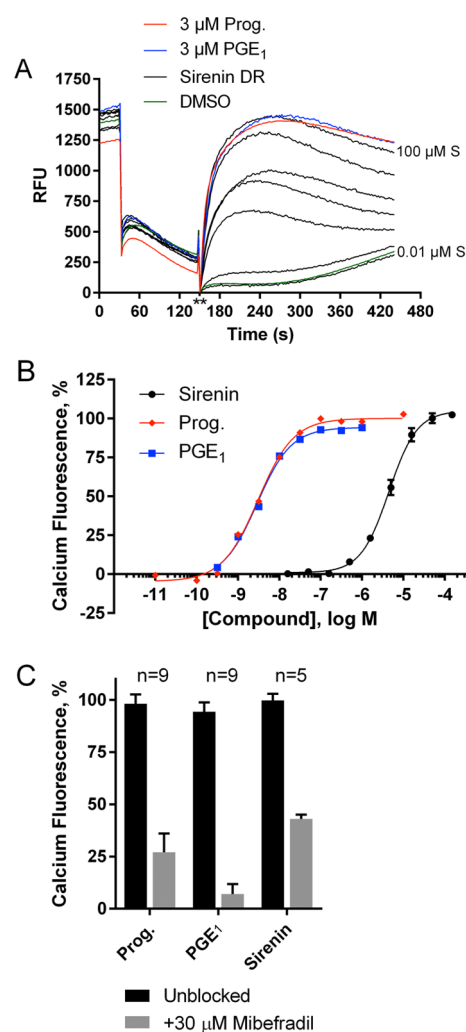 3 µM Prog.
3 µM PGE1
Sirenin DR
DMSO
A
RFU
1750
1500
1250
1000
750
500
250
0
100 µM S
0.01 µM S
0 60 120 180 240 300 360 420 480
**
Time (s)
B
Calcium Fluorescence, %
125
100
75
50
25
0
-25
Sirenin
Prog.
PGE1
-11 -10 -9 -8 -7 -6 -5 -4
[Compound], log M
C
n=9 n=9 n=5
Calcium Fluorescence, %
100
75
50
25
0
Prog. PGE1 Sirenin
Unblocked
+30 µM Mibefradil